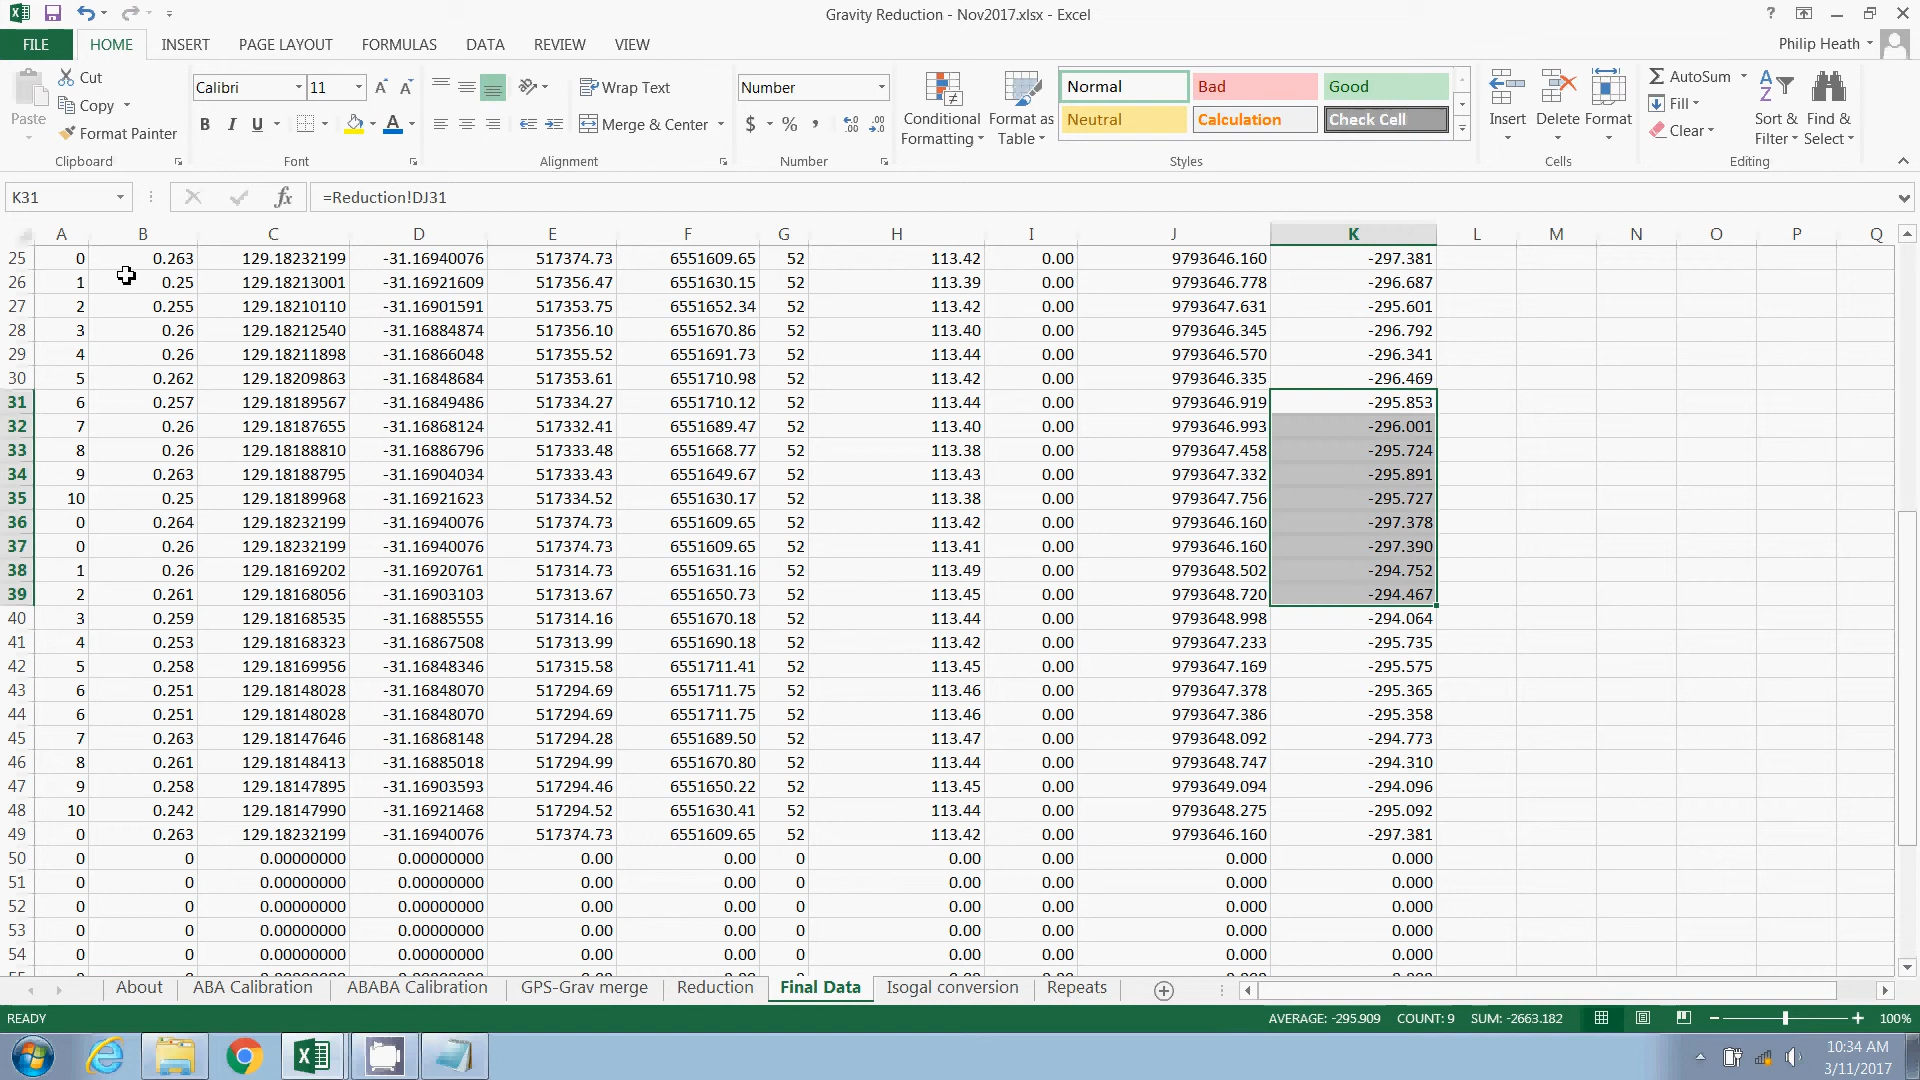 Gravity Reduction - Nov2017.xlsx - Excel
FILE HOME INSERT PAGE LAYOUT FORMULAS DATA REVIEW VIEW Philip Heath
Paste Cut Copy Format Painter Clipboard
Calibri 11 B I U A Font
Wrap Text Merge & Center Alignment
Number $ % , Number
Conditional Formatting Format as Table
Normal Bad Good
Neutral Calculation Check Cell
Styles
Insert Delete Format Cells
AutoSum Fill Clear Sort & Filter Find & Select Editing
K31 fx =Reduction!DJ31
A B C D E F G H I J K L M N O P Q
25 0 0.263 129.18232199 -31.16940076 517374.73 6551609.65 52 113.42 0.00 9793646.160 -297.381
26 1 0.25 129.18213001 -31.16921609 517356.47 6551630.15 52 113.39 0.00 9793646.778 -296.687
27 2 0.255 129.18210110 -31.16901591 517353.75 6551652.34 52 113.42 0.00 9793647.631 -295.601
28 3 0.26 129.18212540 -31.16884874 517356.10 6551670.86 52 113.40 0.00 9793646.345 -296.792
29 4 0.26 129.18211898 -31.16866048 517355.52 6551691.73 52 113.44 0.00 9793646.570 -296.341
30 5 0.262 129.18209863 -31.16848684 517353.61 6551710.98 52 113.42 0.00 9793646.335 -296.469
31 6 0.257 129.18189567 -31.16849486 517334.27 6551710.12 52 113.44 0.00 9793646.919 -295.853
32 7 0.26 129.18187655 -31.16868124 517332.41 6551689.47 52 113.40 0.00 9793646.993 -296.001
33 8 0.26 129.18188810 -31.16886796 517333.48 6551668.77 52 113.38 0.00 9793647.458 -295.724
34 9 0.263 129.18188795 -31.16904034 517333.43 6551649.67 52 113.43 0.00 9793647.332 -295.891
35 10 0.25 129.18189968 -31.16921623 517334.52 6551630.17 52 113.38 0.00 9793647.756 -295.727
36 0 0.264 129.18232199 -31.16940076 517374.73 6551609.65 52 113.42 0.00 9793646.160 -297.378
37 0 0.26 129.18232199 -31.16940076 517374.73 6551609.65 52 113.41 0.00 9793646.160 -297.390
38 1 0.26 129.18169202 -31.16920761 517314.73 6551631.16 52 113.49 0.00 9793648.502 -294.752
39 2 0.261 129.18168056 -31.16903103 517313.67 6551650.73 52 113.45 0.00 9793648.720 -294.467
40 3 0.259 129.18168535 -31.16885555 517314.16 6551670.18 52 113.44 0.00 9793648.998 -294.064
41 4 0.253 129.18168323 -31.16867508 517313.99 6551690.18 52 113.42 0.00 9793647.233 -295.735
42 5 0.258 129.18169956 -31.16848346 517315.58 6551711.41 52 113.45 0.00 9793647.169 -295.575
43 6 0.251 129.18148028 -31.16848070 517294.69 6551711.75 52 113.46 0.00 9793647.378 -295.365
44 6 0.251 129.18148028 -31.16848070 517294.69 6551711.75 52 113.46 0.00 9793647.386 -295.358
45 7 0.263 129.18147646 -31.16868148 517294.28 6551689.50 52 113.47 0.00 9793648.092 -294.773
46 8 0.261 129.18148413 -31.16885018 517294.99 6551670.80 52 113.44 0.00 9793648.747 -294.310
47 9 0.258 129.18147895 -31.16903593 517294.46 6551650.22 52 113.45 0.00 9793649.094 -294.096
48 10 0.242 129.18147990 -31.16921468 517294.52 6551630.41 52 113.44 0.00 9793648.275 -295.092
49 0 0.263 129.18232199 -31.16940076 517374.73 6551609.65 52 113.42 0.00 9793646.160 -297.381
50 0 0 0.00000000 0.00000000 0.00 0.00 0 0.00 0.00 0.000 0.000
51 0 0 0.00000000 0.00000000 0.00 0.00 0 0.00 0.00 0.000 0.000
52 0 0 0.00000000 0.00000000 0.00 0.00 0 0.00 0.00 0.000 0.000
53 0 0 0.00000000 0.00000000 0.00 0.00 0 0.00 0.00 0.000 0.000
54 0 0 0.00000000 0.00000000 0.00 0.00 0 0.00 0.00 0.000 0.000
About ABA Calibration ABABA Calibration GPS-Grav merge Reduction Final Data Isogal conversion Repeats
READY AVERAGE: -295.909 COUNT: 9 SUM: -2663.182 100%
10:34 AM
3/11/2017